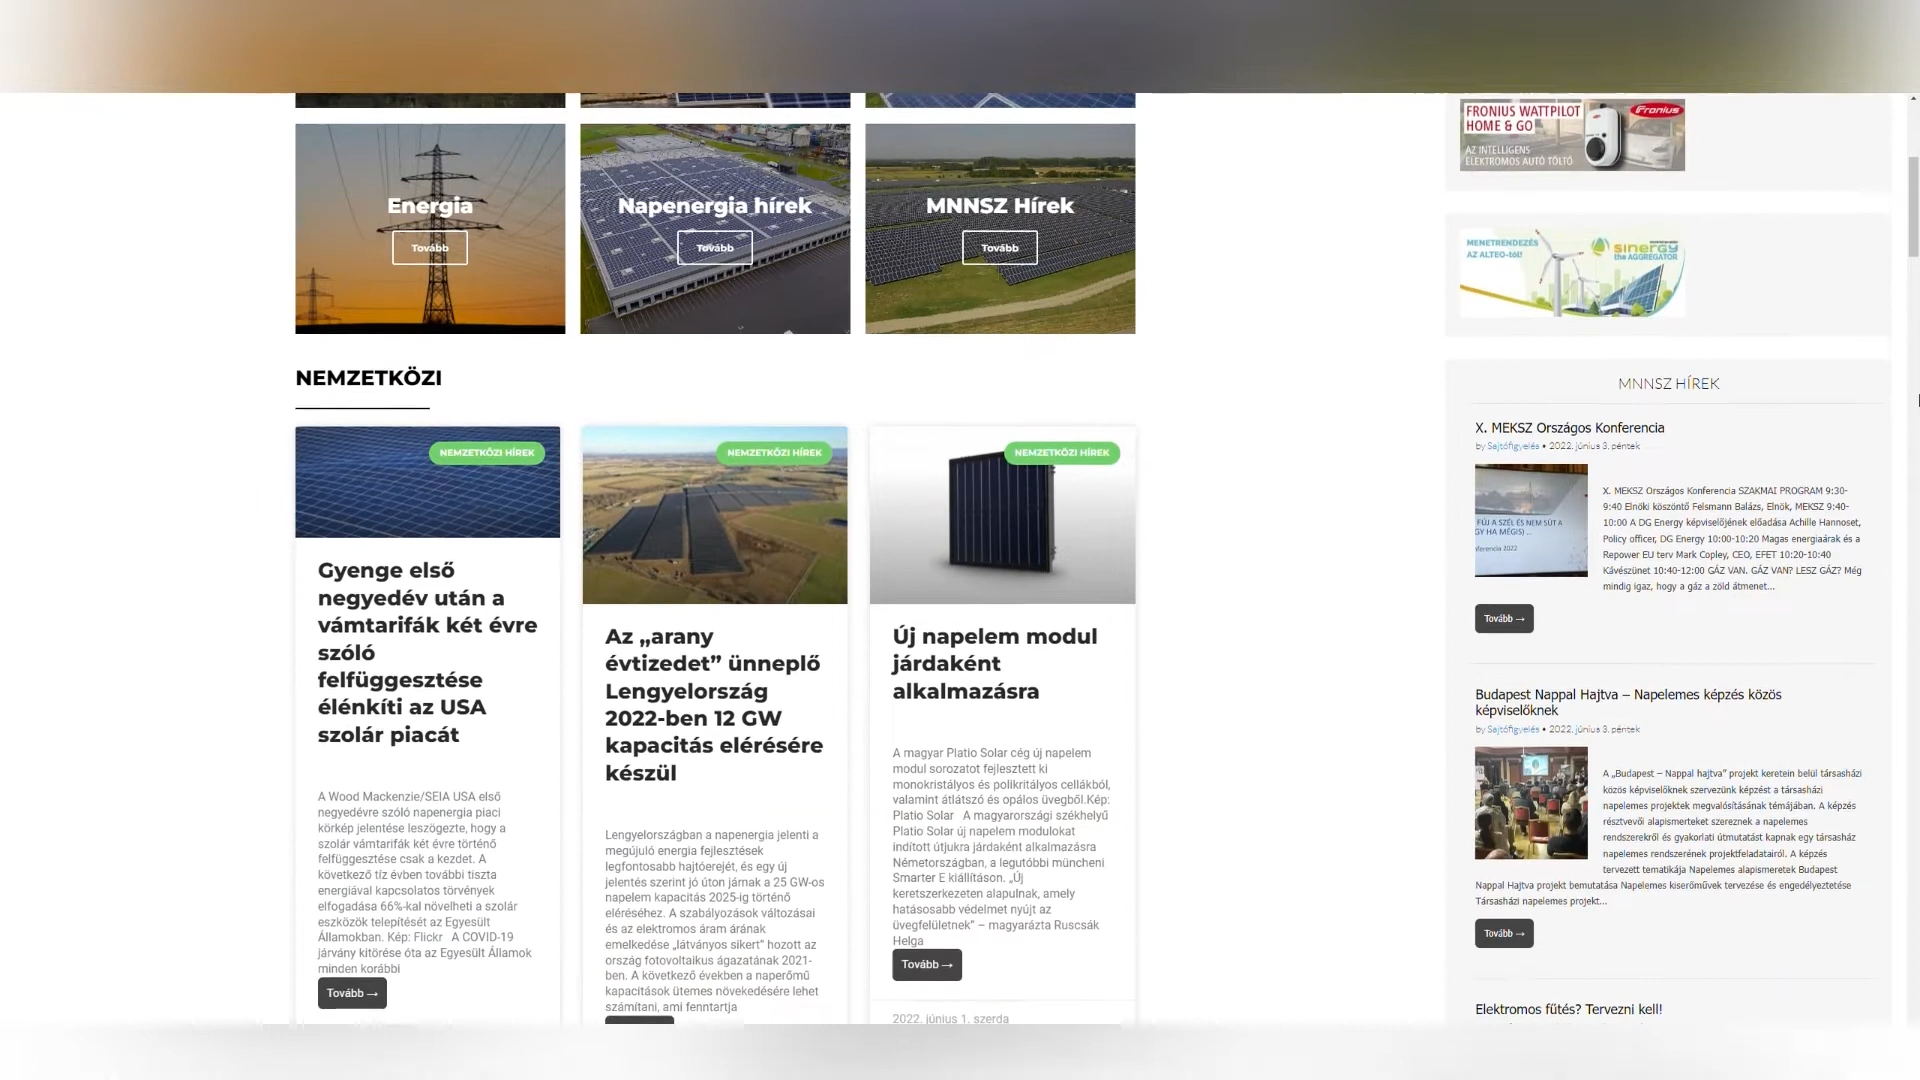 FRONIUS WATTPILOT
HOME & GO
Fronius
AZ INTELLIGENS
ELEKTROMOS AUTÓ TÖLTŐ
Energia
Tovább
Napenergia hírek
Tovább
MNNSZ Hírek
Tovább
MENETRENDEZÉS
AZ ALTEO-tól!
sinergy
the AGGREGATOR
NEMZETKÖZI
NEMZETKÖZI HÍREK
Gyenge első
negyedév után a
vámtarifák két évre
szóló
felfüggesztése
élénkíti az USA
szolár piacát
A Wood Mackenzie/SEIA USA első
negyedévre szóló napenergia piaci
körkép jelentése leszögezte, hogy a
szolár vámtarifák két évre történő
felfüggesztése csak a kezdet. A
következő tíz évben további tiszta
energiával kapcsolatos törvények
elfogadása 66%-kal növelheti a szolár
eszközök telepítését az Egyesült
Államokban. Kép: Flickr   A COVID-19
járvány kitörése óta az Egyesült Államok
minden korábbi
Tovább →
NEMZETKÖZI HÍREK
Az „arany
évtizedet” ünneplő
Lengyelország
2022-ben 12 GW
kapacitás elérésére
készül
Lengyelországban a napenergia jelenti a
megújuló energia fejlesztések
legfontosabb hajtóerejét, és egy új
jelentés szerint jó úton járnak a 25 GW-os
napelem kapacitás 2025-ig történő
eléréséhez. A szabályozások változásai
és az elektromos áram árának
emelkedése „látványos sikert” hozott az
ország fotovoltaikus ágazatának 2021-
ben. A következő években a naperőmű
kapacitások ütemes növekedésére lehet
számítani, ami fenntartja
NEMZETKÖZI HÍREK
Új napelem modul
járdaként
alkalmazásra
A magyar Platio Solar cég új napelem
modul sorozatot fejlesztett ki
monokristályos és polikritályos cellákból,
valamint átlátszó és opálos üvegből.Kép:
Platio Solar   A magyarországi székhelyű
Platio Solar új napelem modulokat
indított útjukra járdaként alkalmazásra
Németországban, a legutóbbi müncheni
Smarter E kiállításon. „Új
keretszerkezeten alapulnak, amely
hatásosabb védelmet nyújt az
üvegfelületnek” – magyarázta Ruscsák
Helga
Tovább →
2022. június 1. szerda
MNNSZ HÍREK
X. MEKSZ Országos Konferencia
by Sajtófigyelés • 2022. június 3. péntek
FÚJ A SZÉL ÉS NEM SÜT A
GY HA MÉGIS) ...
nferencia 2022
X. MEKSZ Országos Konferencia SZAKMAI PROGRAM 9:30-
9:40 Elnöki köszöntő Felsmann Balázs, Elnök, MEKSZ 9:40-
10:00 A DG Energy képviselőjének előadása Achille Hannoset,
Policy officer, DG Energy 10:00-10:20 Magas energiaárak és a
Repower EU terv Mark Copley, CEO, EFET 10:20-10:40
Kávészünet 10:40-12:00 GÁZ VAN. GÁZ VAN? LESZ GÁZ? Még
mindig igaz, hogy a gáz a zöld átmenet...
Tovább →
Budapest Nappal Hajtva – Napelemes képzés közös
képviselőknek
by Sajtófigyelés • 2022. június 3. péntek
A „Budapest – Nappal hajtva” projekt keretein belül társasházi
közös képviselőknek szervezünk képzést a társasházi
napelemes projektek megvalósításának témájában. A képzés
résztvevői alapismerteket szereznek a napelemes
rendszerekről és gyakorlati útmutatást kapnak egy társasház
napelemes rendszerének projektfeladatairól. A képzés
tervezett tematikája Napelemes alapismeretek Budapest
Nappal Hajtva projekt bemutatása Napelemes kiserőművek tervezése és engedélyeztetése
Társasházi napelemes projekt...
Tovább →
Elektromos fűtés? Tervezni kell!